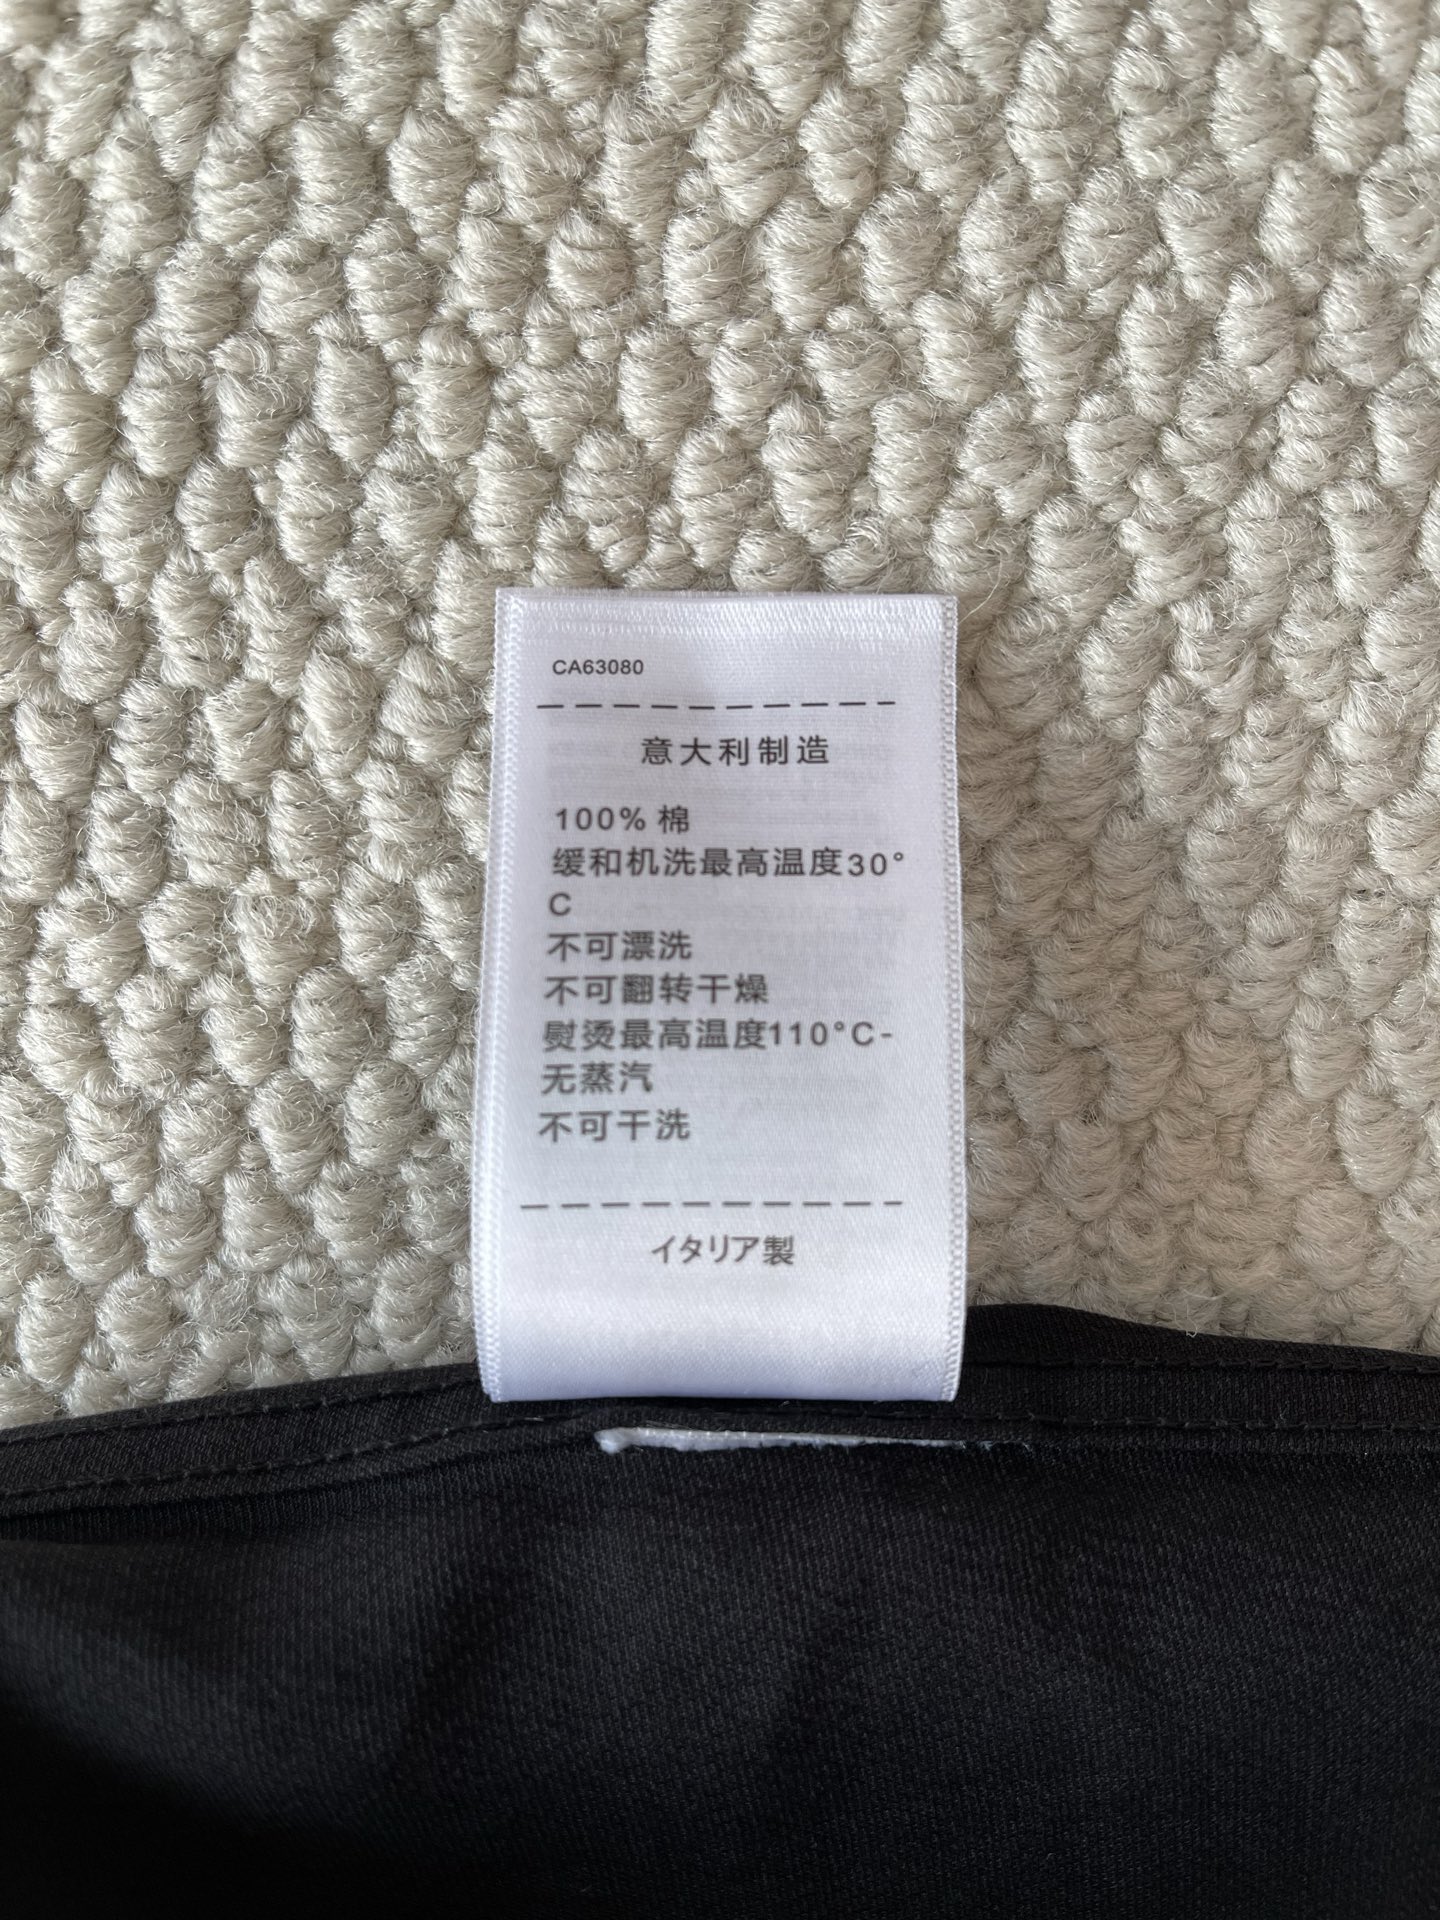 CA63080
意大利制造
100% 棉
缓和机洗最高温度30°
C
不可漂洗
不可翻转干燥
熨烫最高温度110°C-
无蒸汽
不可干洗
イタリア製